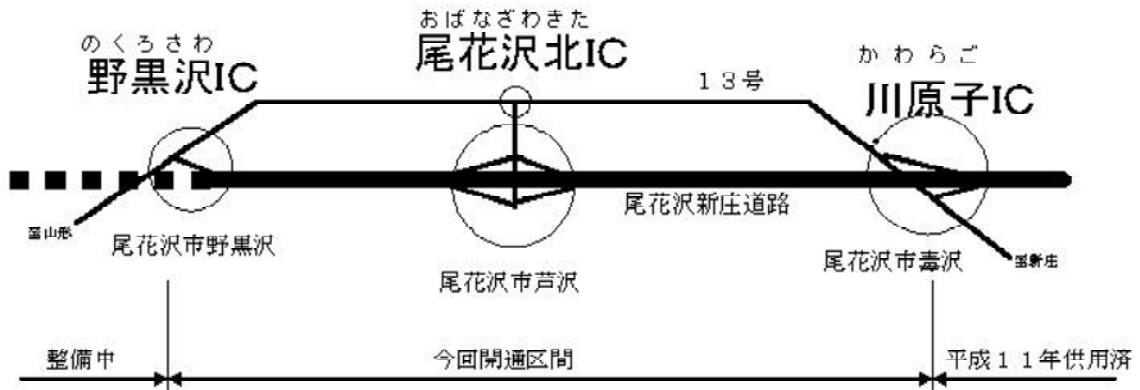 のくろさわ
野黒沢IC
おばなざわきた
尾花沢北IC
１３号
かわらご
川原子IC
至山形
尾花沢市野黒沢
尾花沢市芦沢
尾花沢新庄道路
尾花沢市毒沢
至新庄
整備中
今回開通区間
平成１１年供用済